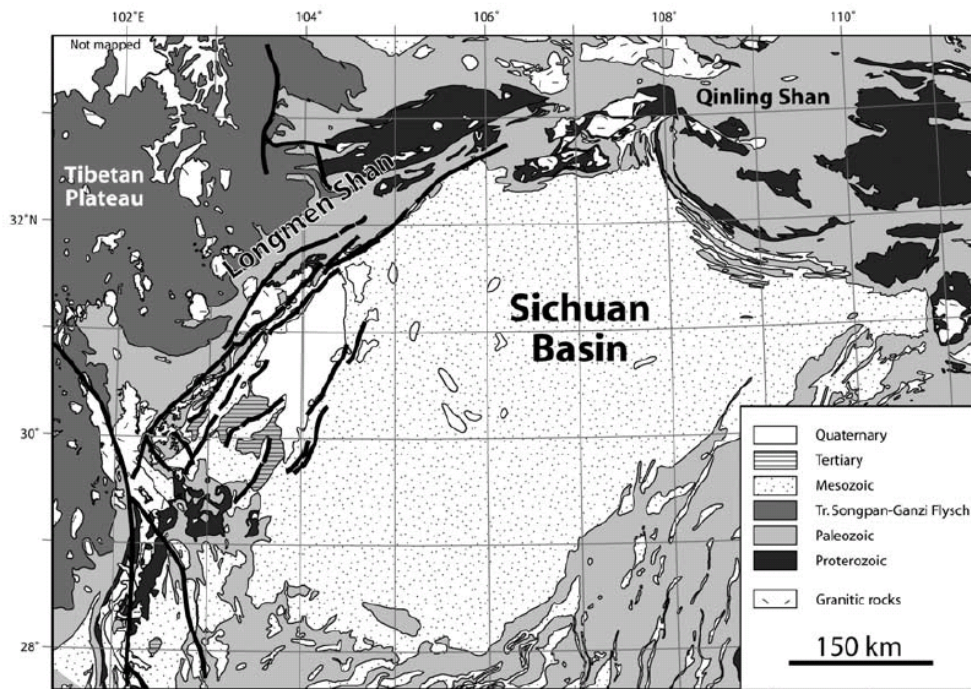 102°E
104°
106°
108°
110°
Not mapped
Qinling Shan
Tibetan
Plateau
Longmen Shan
32°N
Sichuan
Basin
30°
28°
Quaternary
Tertiary
Mesozoic
Tr. Songpan-Ganzi Flysch
Paleozoic
Proterozoic
Granitic rocks
150 km